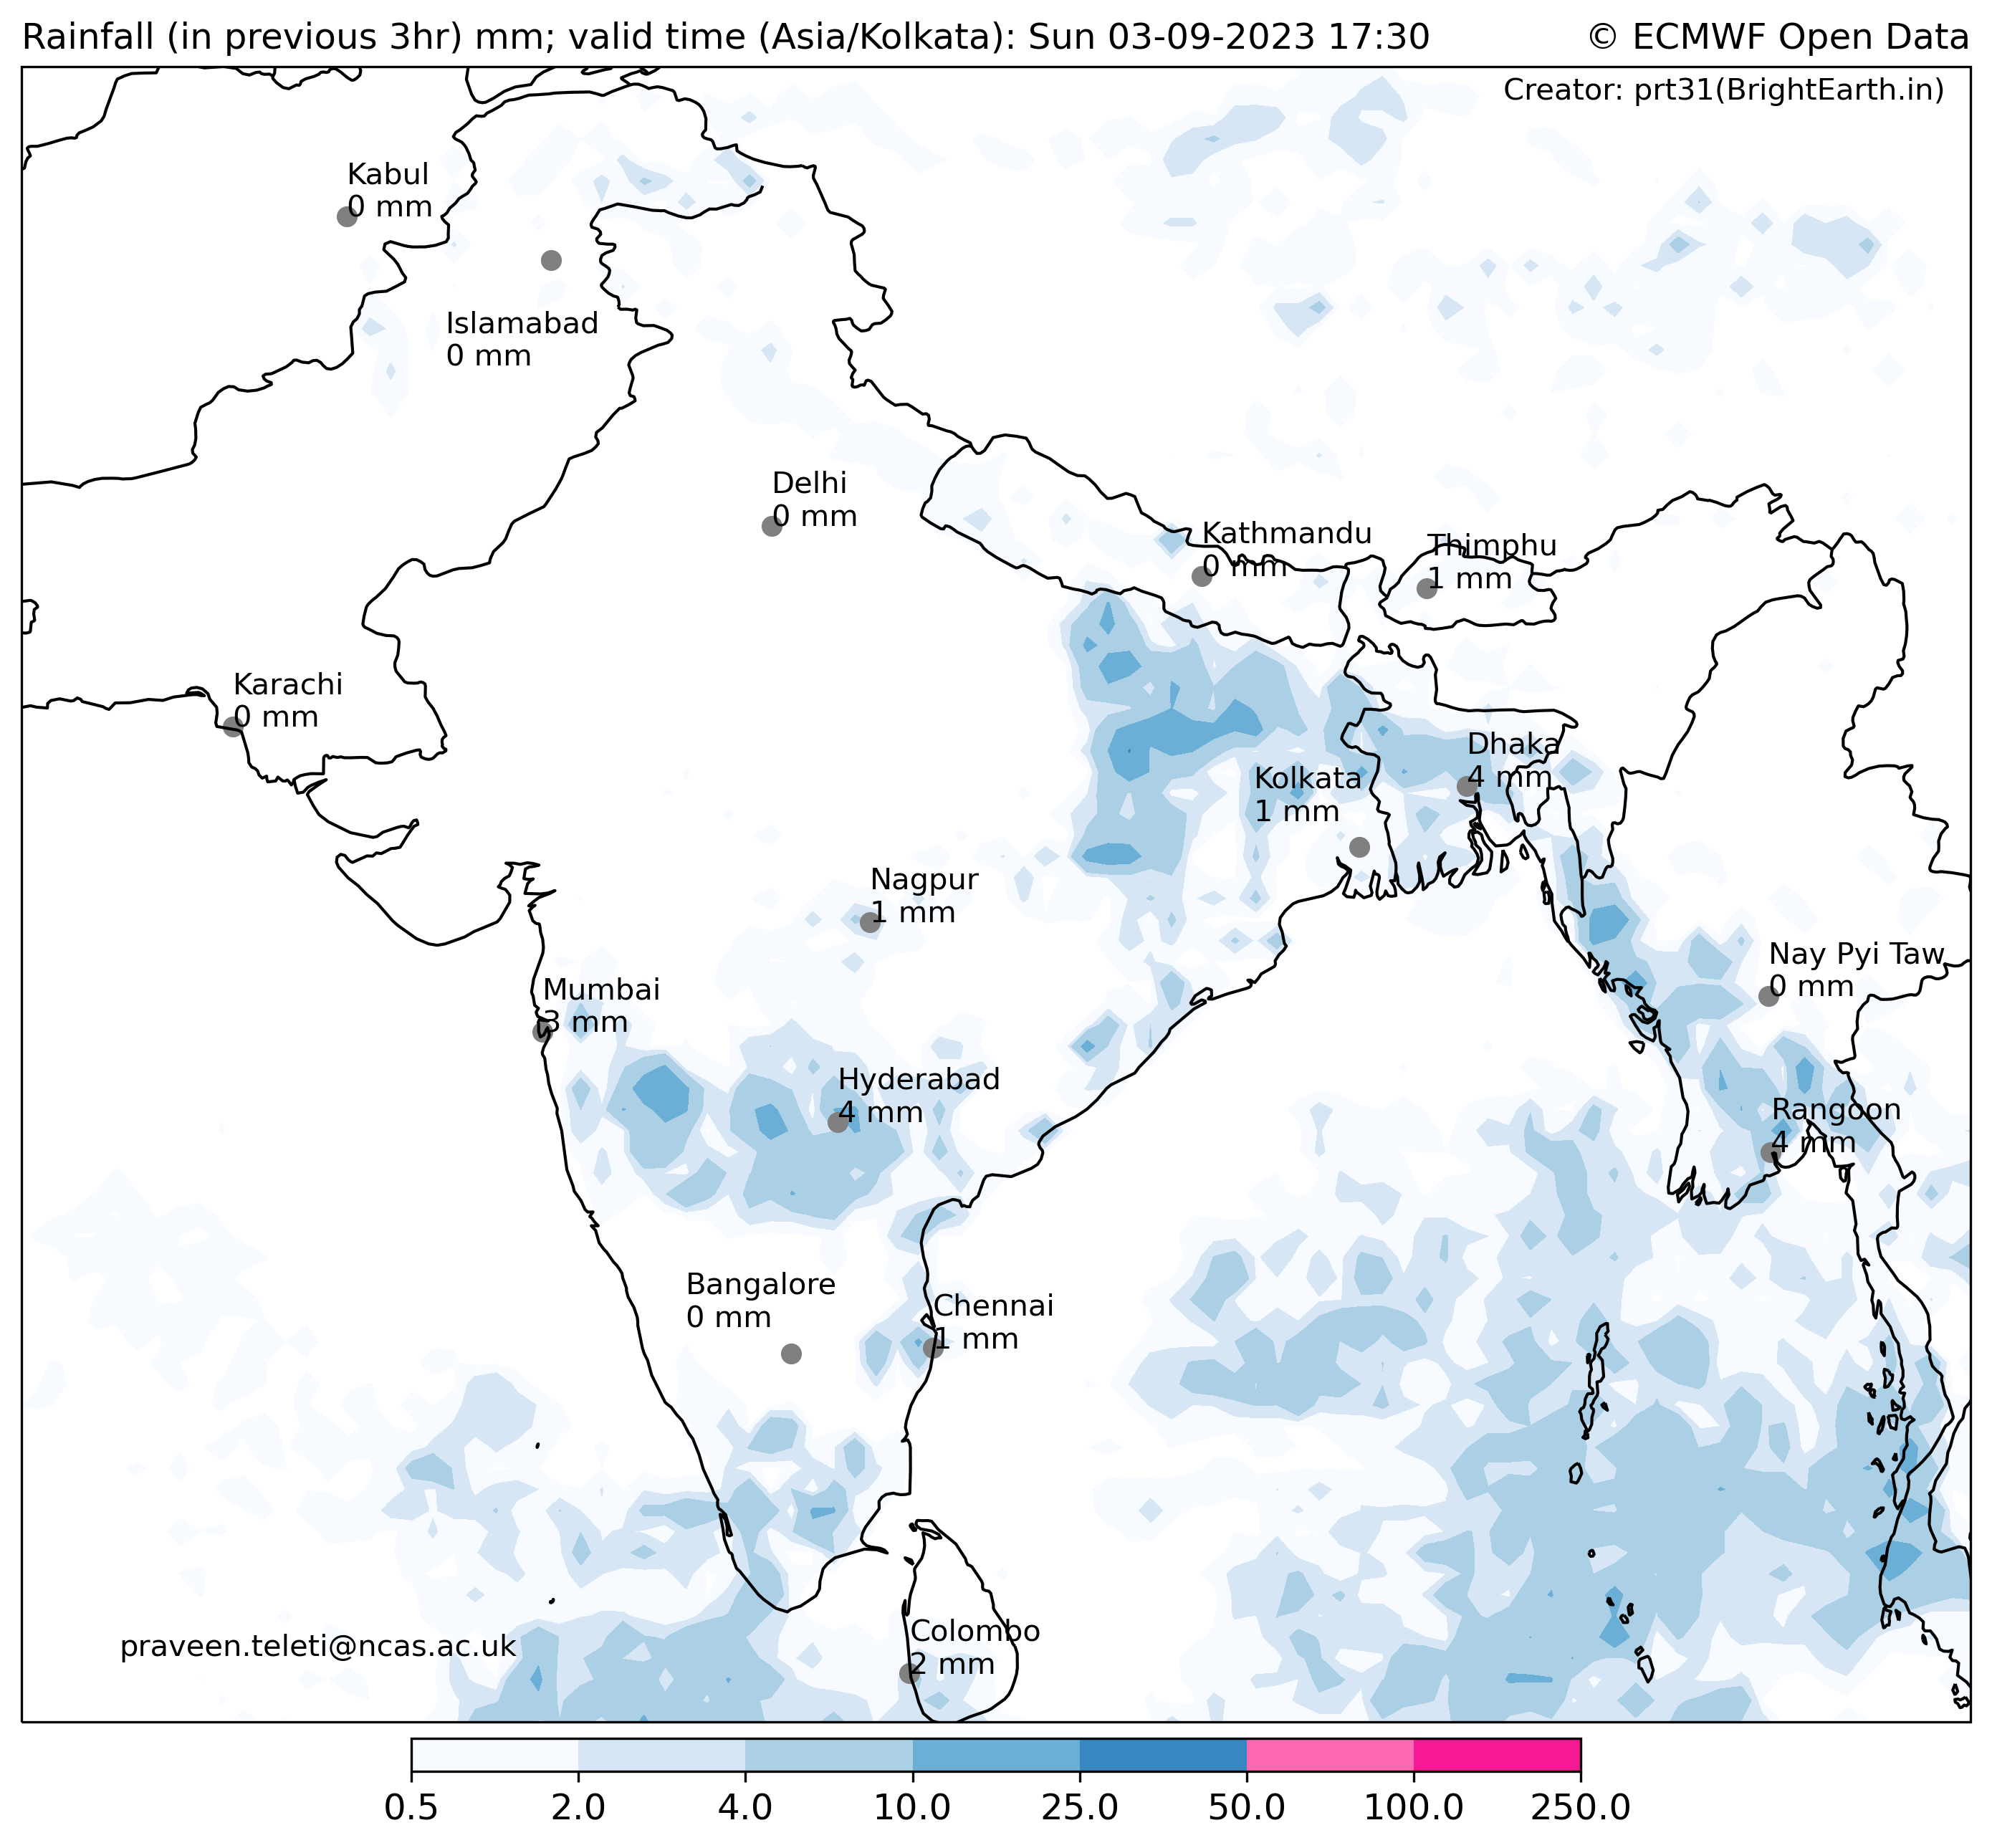 Rainfall (in previous 3hr) mm; valid time (Asia/Kolkata): Sun 03-09-2023 17:30
© ECMWF Open Data
Creator: prt31(BrightEarth.in)
Kabul
0 mm
Islamabad
0 mm
Delhi
0 mm
Kathmandu
0 mm
Thimphu
1 mm
Karachi
0 mm
Dhaka
4 mm
Kolkata
1 mm
Nagpur
1 mm
Nay Pyi Taw
0 mm
Mumbai
3 mm
Hyderabad
4 mm
Rangoon
4 mm
Bangalore
0 mm
Chennai
1 mm
Colombo
2 mm
praveen.teleti@ncas.ac.uk
0.5 2.0 4.0 10.0 25.0 50.0 100.0 250.0